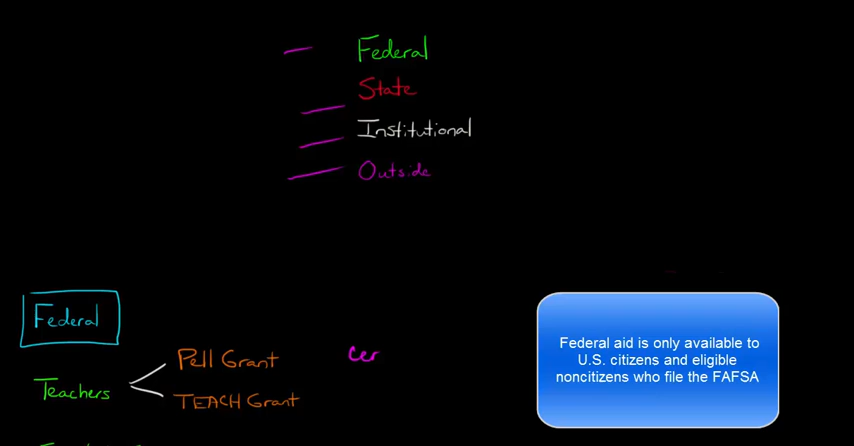 Federal
State
Institutional
Outside
Federal
Federal aid is only available to
U.S. citizens and eligible
noncitizens who file the FAFSA
Pell Grant
Cer
Teachers
TEACH Grant